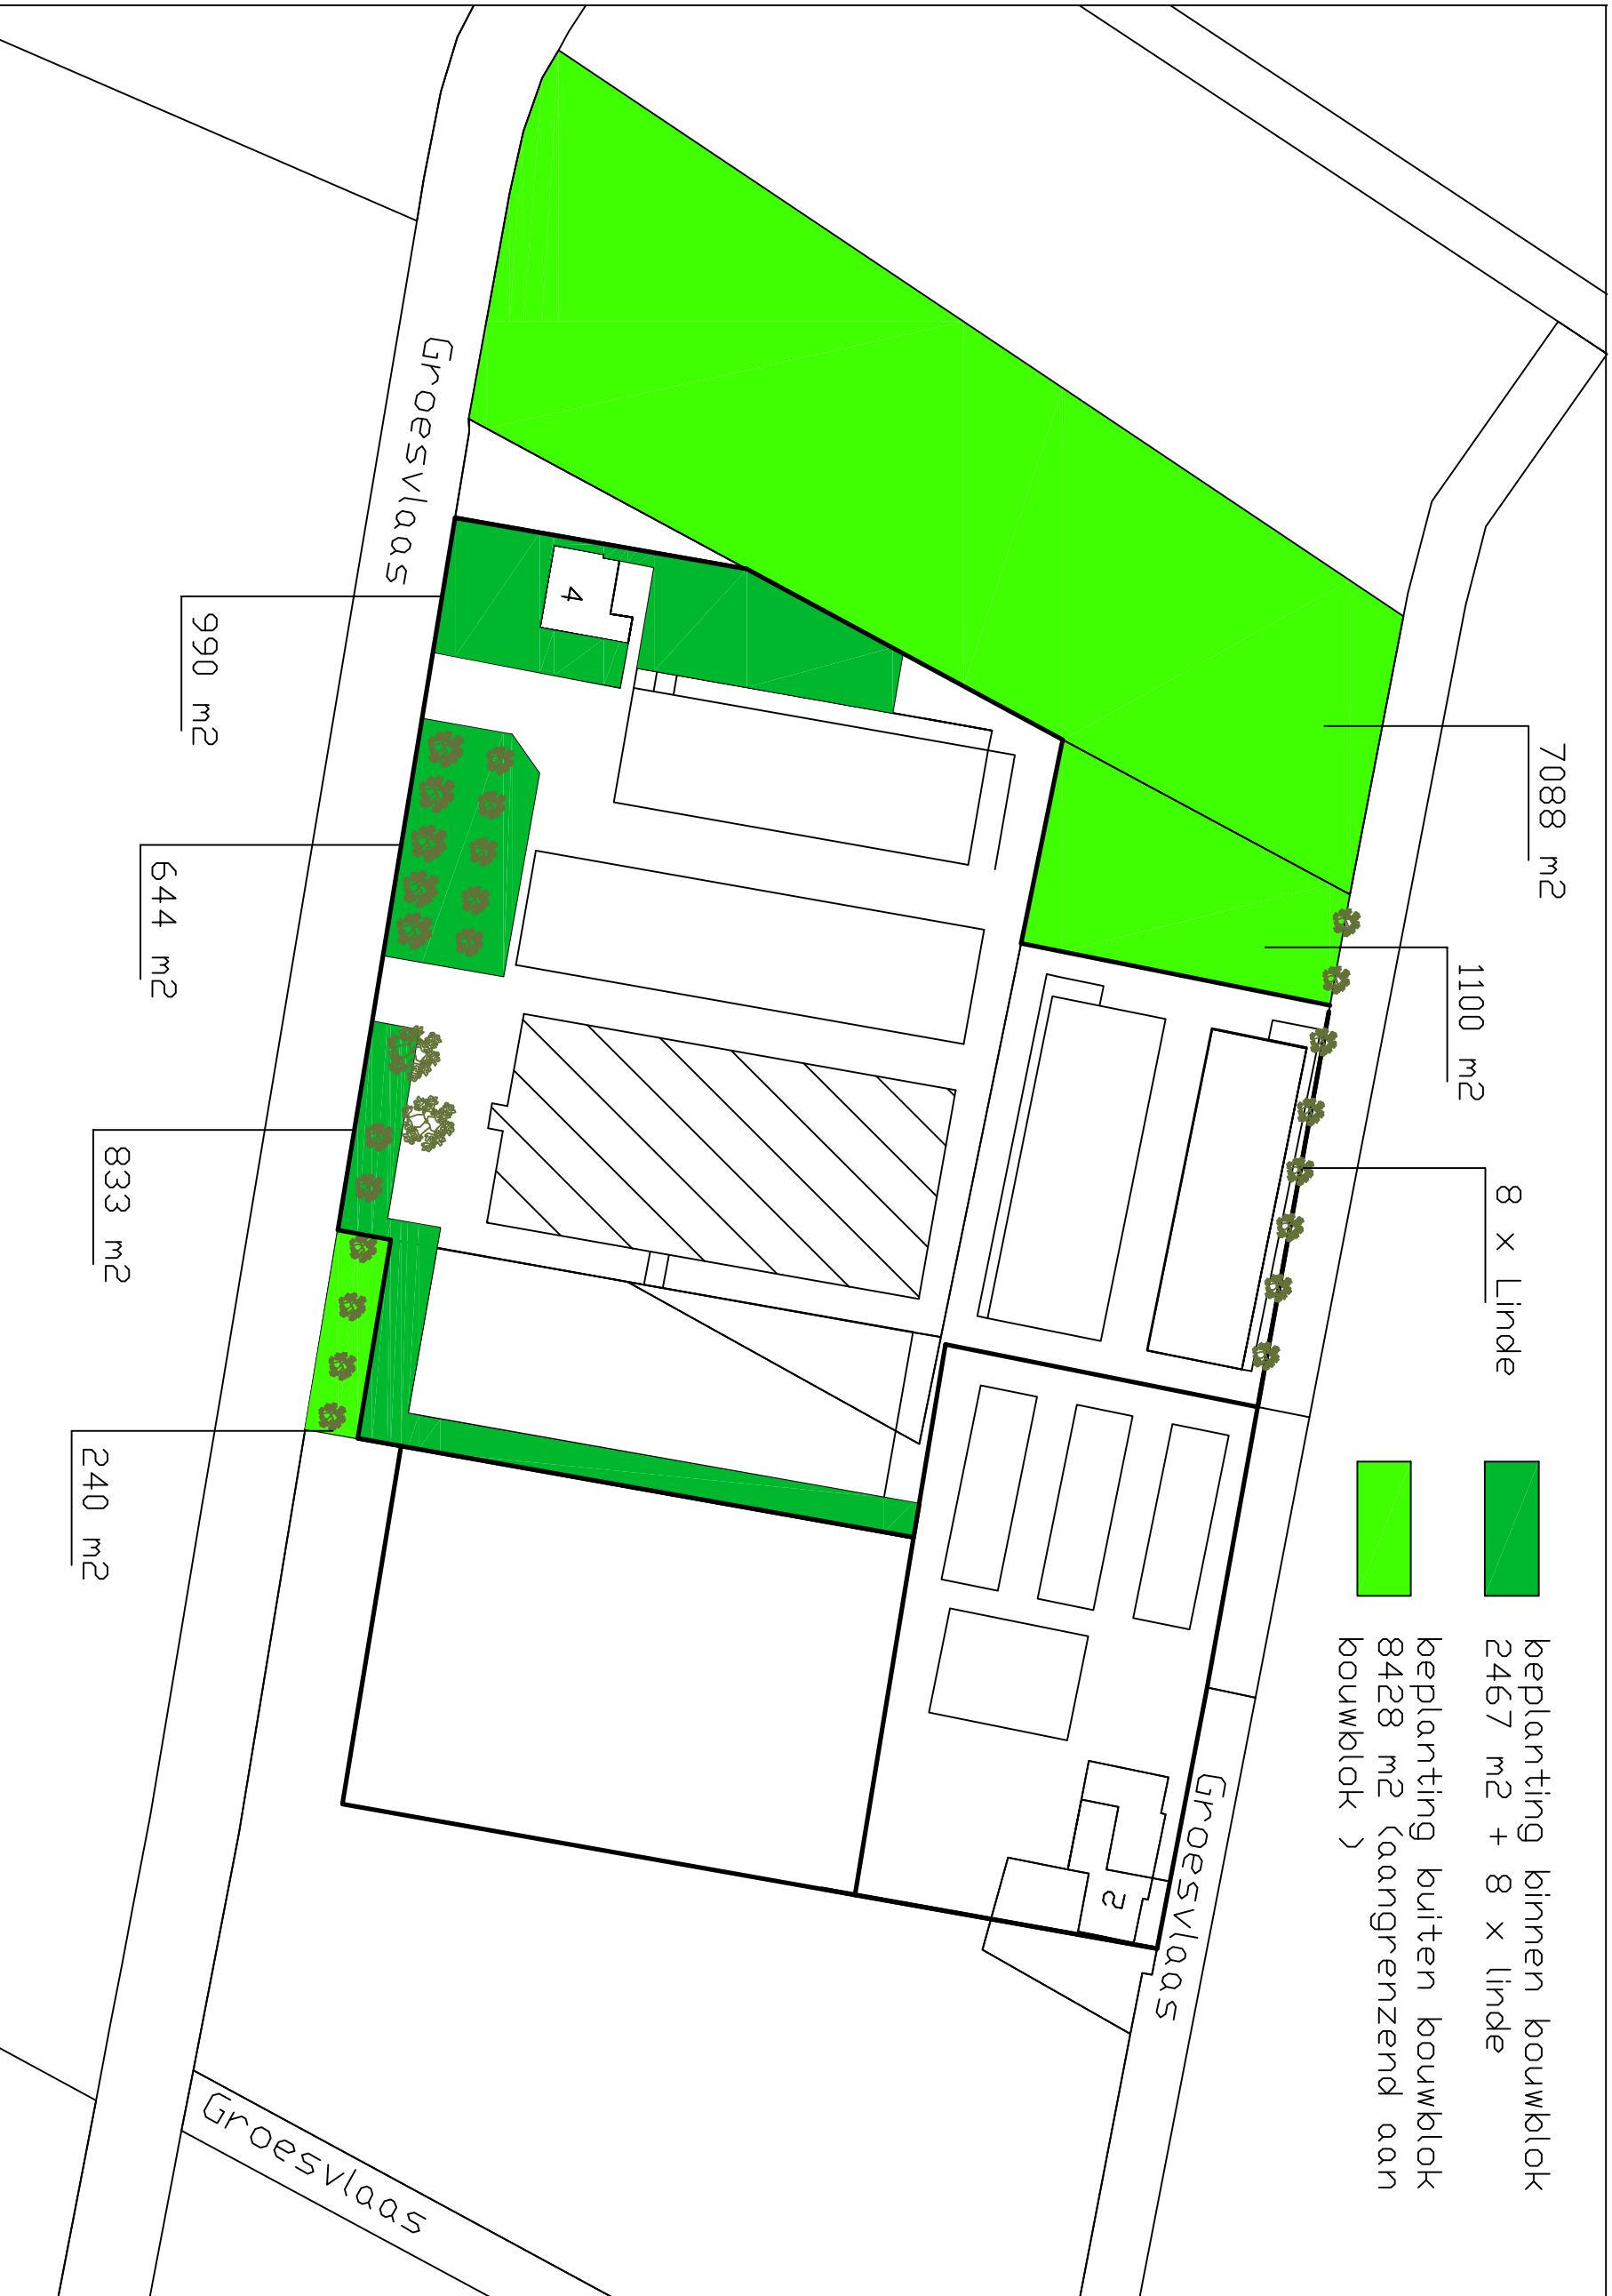 7088 m2
1100 m2
8 x Linde
beplanting binnen bouwblok
2467 m2 + 8 x linde
beplanting buiten bouwblok
8428 m2 (aangrenzend aan
bouwblok )
Groesvlaas
Groesvlaas
4
2
990 m2
644 m2
833 m2
240 m2
Groesvlaas